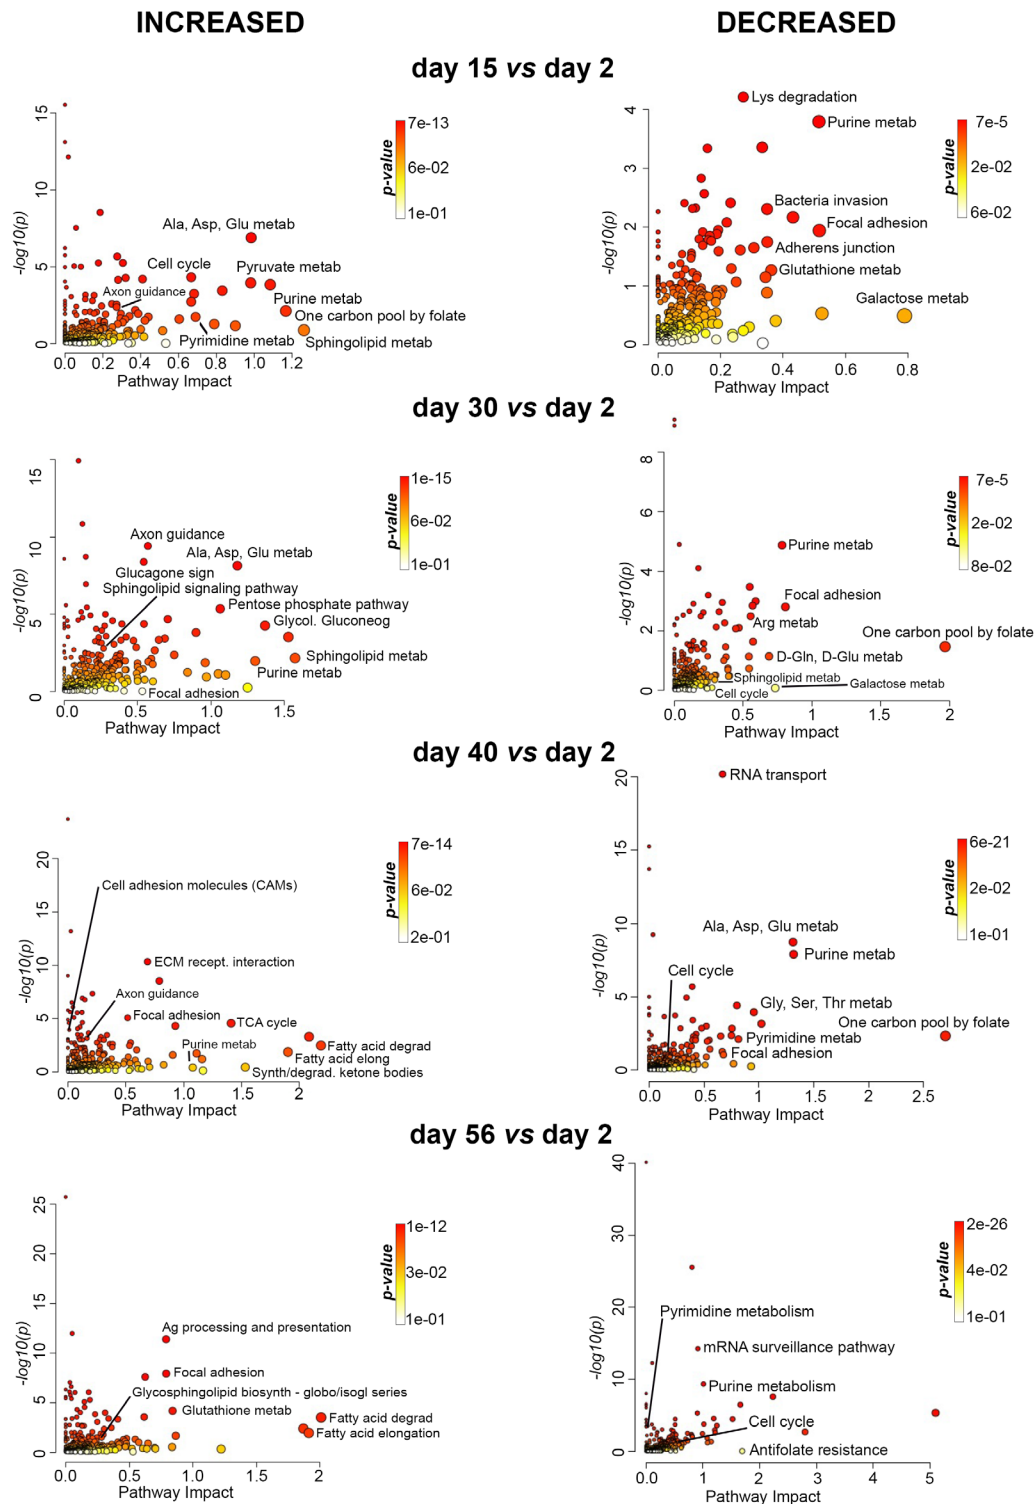 INCREASED
DECREASED
day 15 vs day 2
-log10(p)
15
10
5
0
0.0
0.2
0.4
0.6
0.8
1.0
1.2
Pathway Impact
Ala, Asp, Glu metab
Cell cycle
Pyruvate metab
Axon guidance
Purine metab
One carbon pool by folate
Pyrimidine metab
Sphingolipid metab
p-value
7e-13
6e-02
1e-01
-log10(p)
4
3
2
1
0
0.0
0.2
0.4
0.6
0.8
Pathway Impact
Lys degradation
Purine metab
Bacteria invasion
Focal adhesion
Adherens junction
Glutathione metab
Galactose metab
p-value
7e-5
2e-02
6e-02
day 30 vs day 2
-log10(p)
15
10
5
0
0.0
0.5
1.0
1.5
Pathway Impact
Axon guidance
Ala, Asp, Glu metab
Glucagone sign
Sphingolipid signaling pathway
Pentose phosphate pathway
Glycol. Gluconeog
Sphingolipid metab
Purine metab
Focal adhesion
p-value
1e-15
6e-02
1e-01
-log10(p)
8
6
4
2
0
0.0
0.5
1
1.5
2
Pathway Impact
Purine metab
Focal adhesion
Arg metab
One carbon pool by folate
D-Gln, D-Glu metab
Sphingolipid metab
Galactose metab
Cell cycle
p-value
7e-5
2e-02
8e-02
day 40 vs day 2
-log10(p)
20
15
10
5
0
0.0
0.5
1.0
1.5
2
Pathway Impact
Cell adhesion molecules (CAMs)
ECM recept. interaction
Axon guidance
Focal adhesion
TCA cycle
Purine metab
Fatty acid degrad
Fatty acid elong
Synth/degrad. ketone bodies
p-value
7e-14
6e-02
2e-01
-log10(p)
20
15
10
5
0
0.0
0.5
1
1.5
2
2.5
Pathway Impact
RNA transport
Ala, Asp, Glu metab
Purine metab
Cell cycle
Gly, Ser, Thr metab
One carbon pool by folate
Pyrimidine metab
Focal adhesion
p-value
6e-21
2e-02
1e-01
day 56 vs day 2
-log10(p)
25
20
15
10
5
0
0.0
0.5
1.0
1.5
2
Pathway Impact
Ag processing and presentation
Focal adhesion
Glycosphingolipid biosynth - globo/isogl series
Glutathione metab
Fatty acid degrad
Fatty acid elongation
p-value
1e-12
3e-02
1e-01
-log10(p)
40
30
20
10
0
0.0
1
2
3
4
5
Pathway Impact
Pyrimidine metabolism
mRNA surveillance pathway
Purine metabolism
Cell cycle
Antifolate resistance
p-value
2e-26
4e-02
1e-01